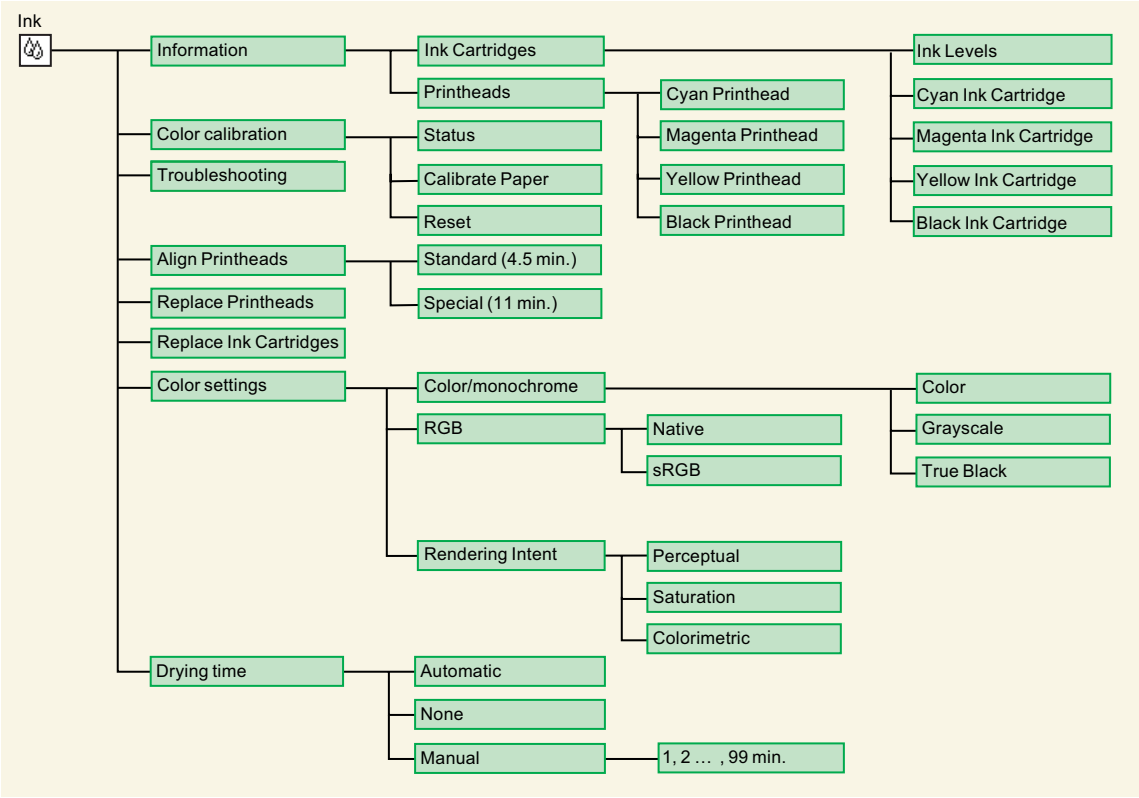 Ink
Information
Ink Cartridges
Ink Levels
Printheads
Cyan Printhead
Cyan Ink Cartridge
Color calibration
Status
Magenta Printhead
Magenta Ink Cartridge
Troubleshooting
Calibrate Paper
Yellow Printhead
Yellow Ink Cartridge
Reset
Black Printhead
Black Ink Cartridge
Align Printheads
Standard (4.5 min.)
Replace Printheads
Special (11 min.)
Replace Ink Cartridges
Color settings
Color/monochrome
Color
RGB
Native
Grayscale
sRGB
True Black
Rendering Intent
Perceptual
Saturation
Colorimetric
Drying time
Automatic
None
Manual
1, 2 ... , 99 min.